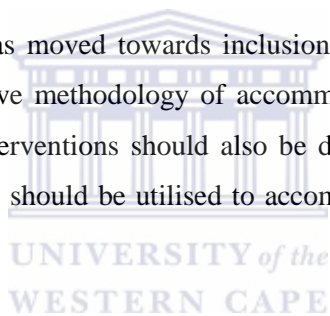 as moved towards inclusion
ve methodology of accomm
erventions should also be d
should be utilised to accon
UNIVERSITY of the
WESTERN CAPE